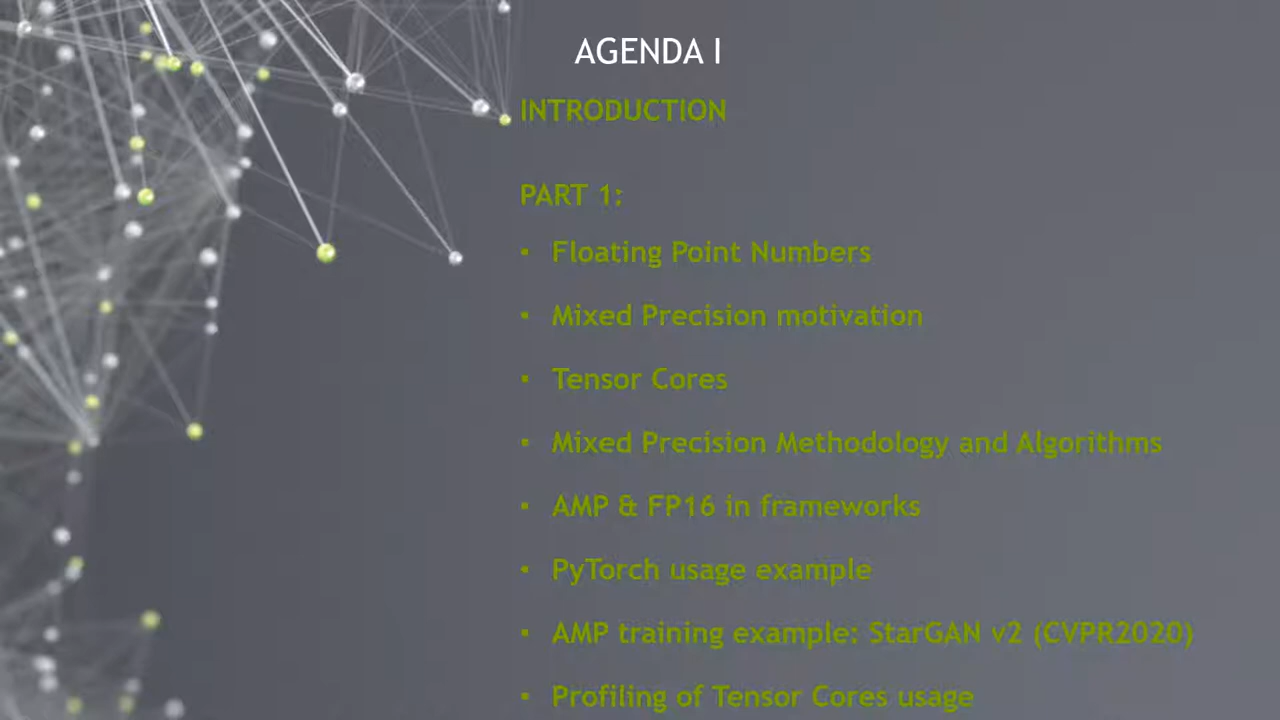 AGENDA I
INTRODUCTION
PART 1:
▪ Floating Point Numbers
▪ Mixed Precision motivation
▪ Tensor Cores
▪ Mixed Precision Methodology and Algorithms
▪ AMP & FP16 in frameworks
▪ PyTorch usage example
▪ AMP training example: StarGAN v2 (CVPR2020)
▪ Profiling of Tensor Cores usage